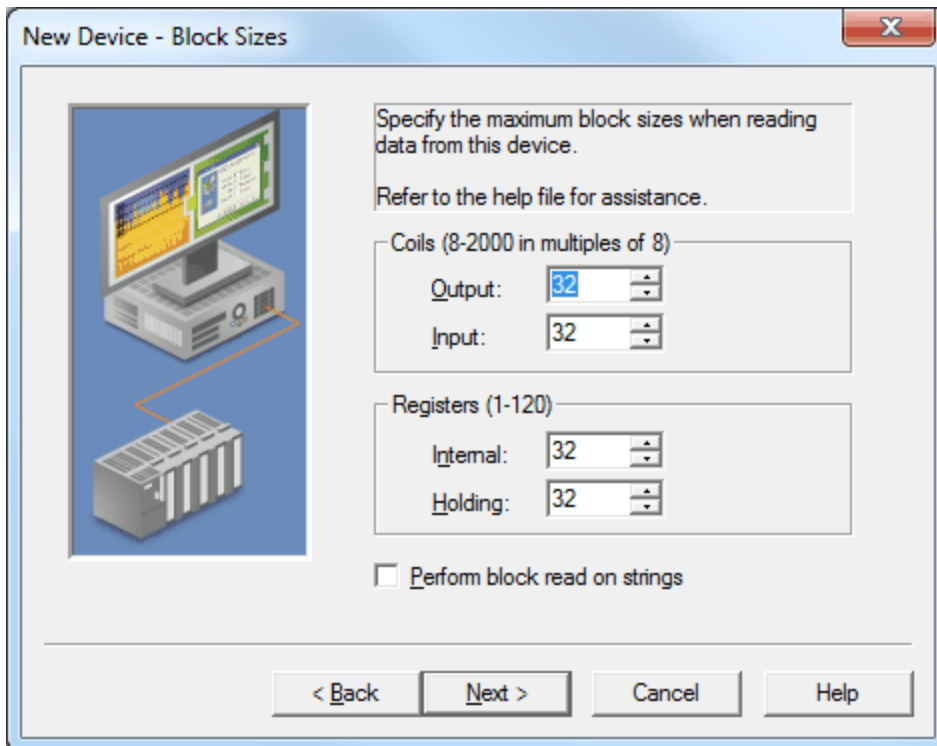 New Device - Block Sizes
Specify the maximum block sizes when reading
data from this device.
Refer to the help file for assistance.
Coils (8-2000 in multiples of 8)
Output: 32
Input: 32
Registers (1-120)
Internal: 32
Holding: 32
Perform block read on strings
< Back Next > Cancel Help